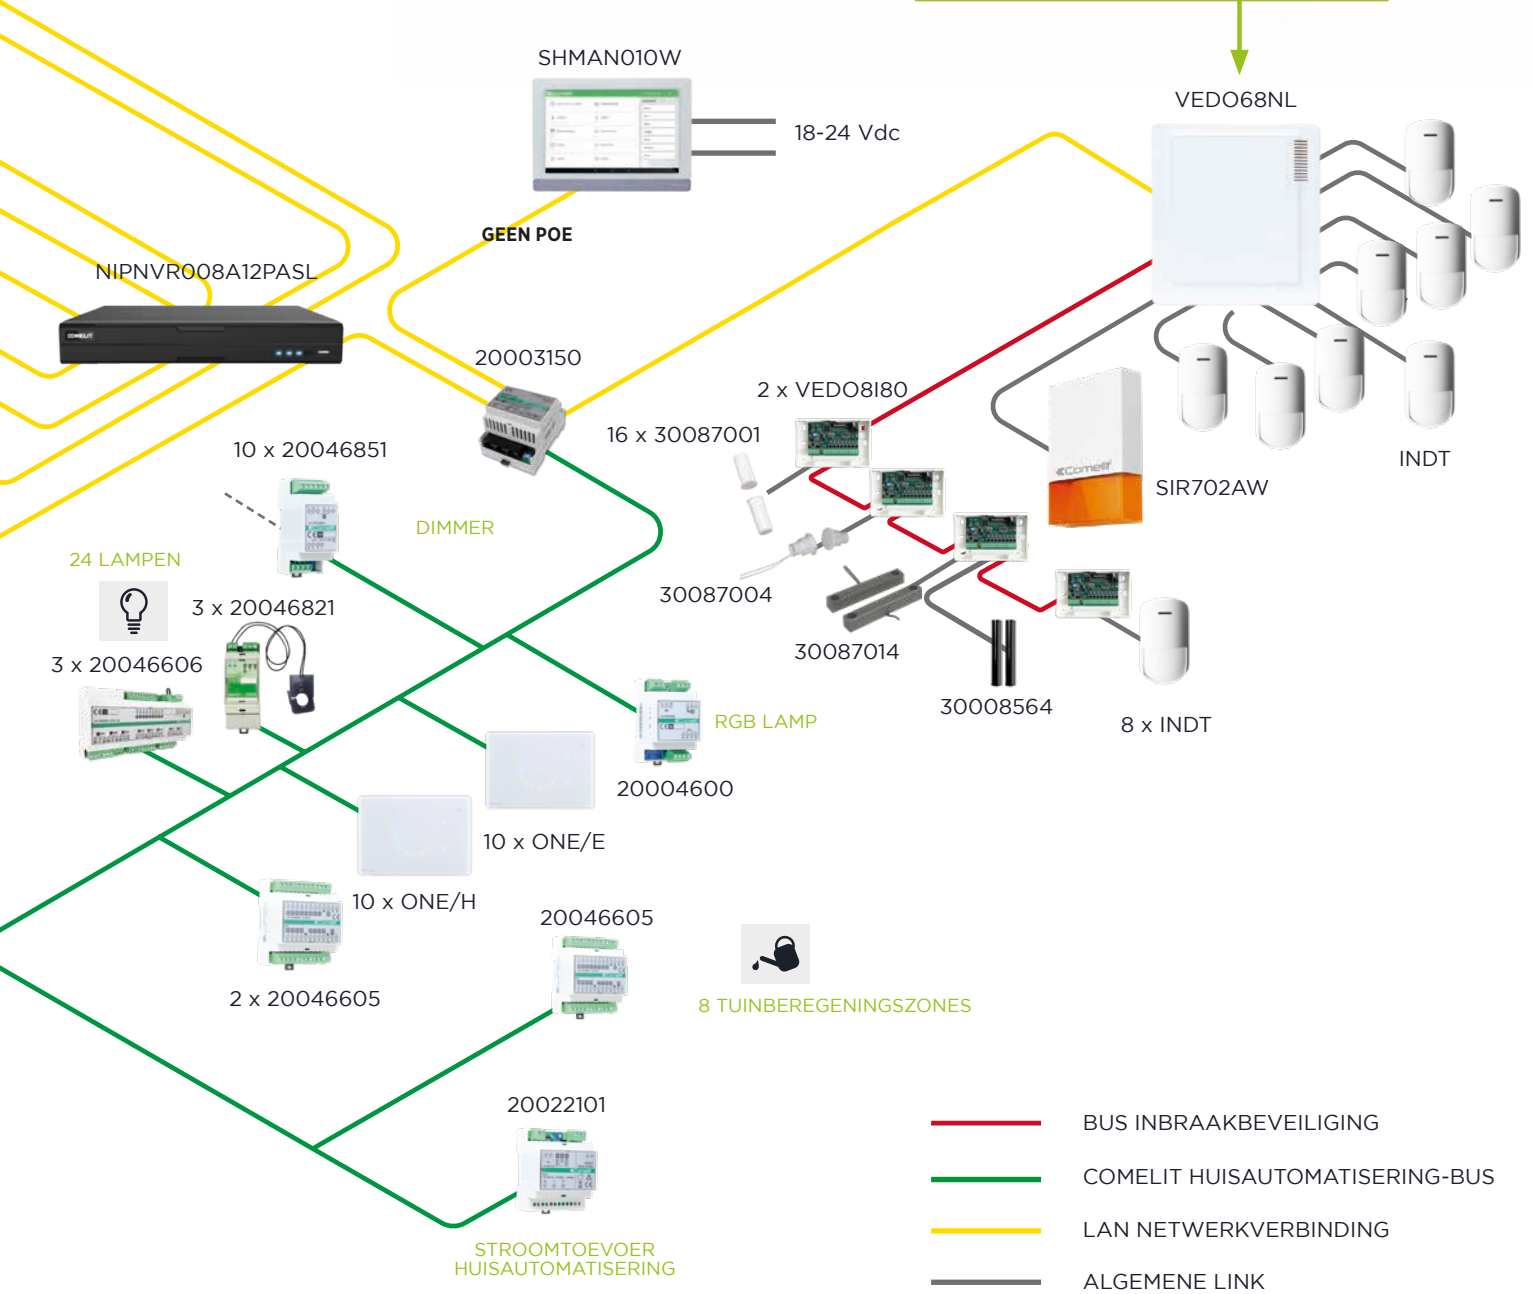 SHMAN010W
VEDO68NL
18-24 Vdc
GEEN POE
NIPNVR008A12PASL
COMELIT
20003150
2 x VEDO8I80
16 x 30087001
10 x 20046851
INDT
Comelit
SIR702AW
DIMMER
24 LAMPEN
30087004
3 x 20046821
30087014
3 x 20046606
30008564
RGB LAMP
8 x INDT
20004600
10 x ONE/E
10 x ONE/H
20046605
2 x 20046605
8 TUINBEREGENINGSZONES
20022101
BUS INBRAAKBEVEILIGING
COMELIT HUISAUTOMATISERING-BUS
LAN NETWERKVERBINDING
STROOMTOEVOER
HUISAUTOMATISERING
ALGEMENE LINK